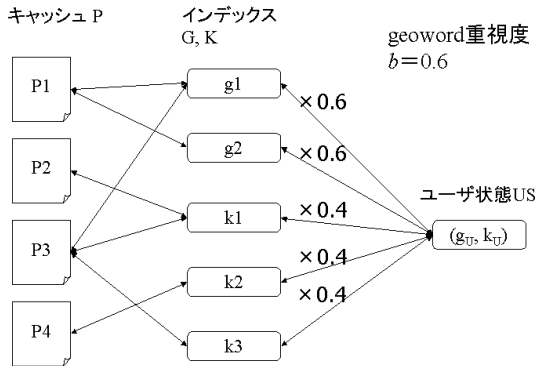 キャッシュ P
インデックス
G, K
geoword重視度
b＝0.6
P1
g1
×0.6
g2
×0.6
P2
ユーザ状態US
k1
×0.4
(gU, kU)
P3
×0.4
k2
×0.4
P4
k3